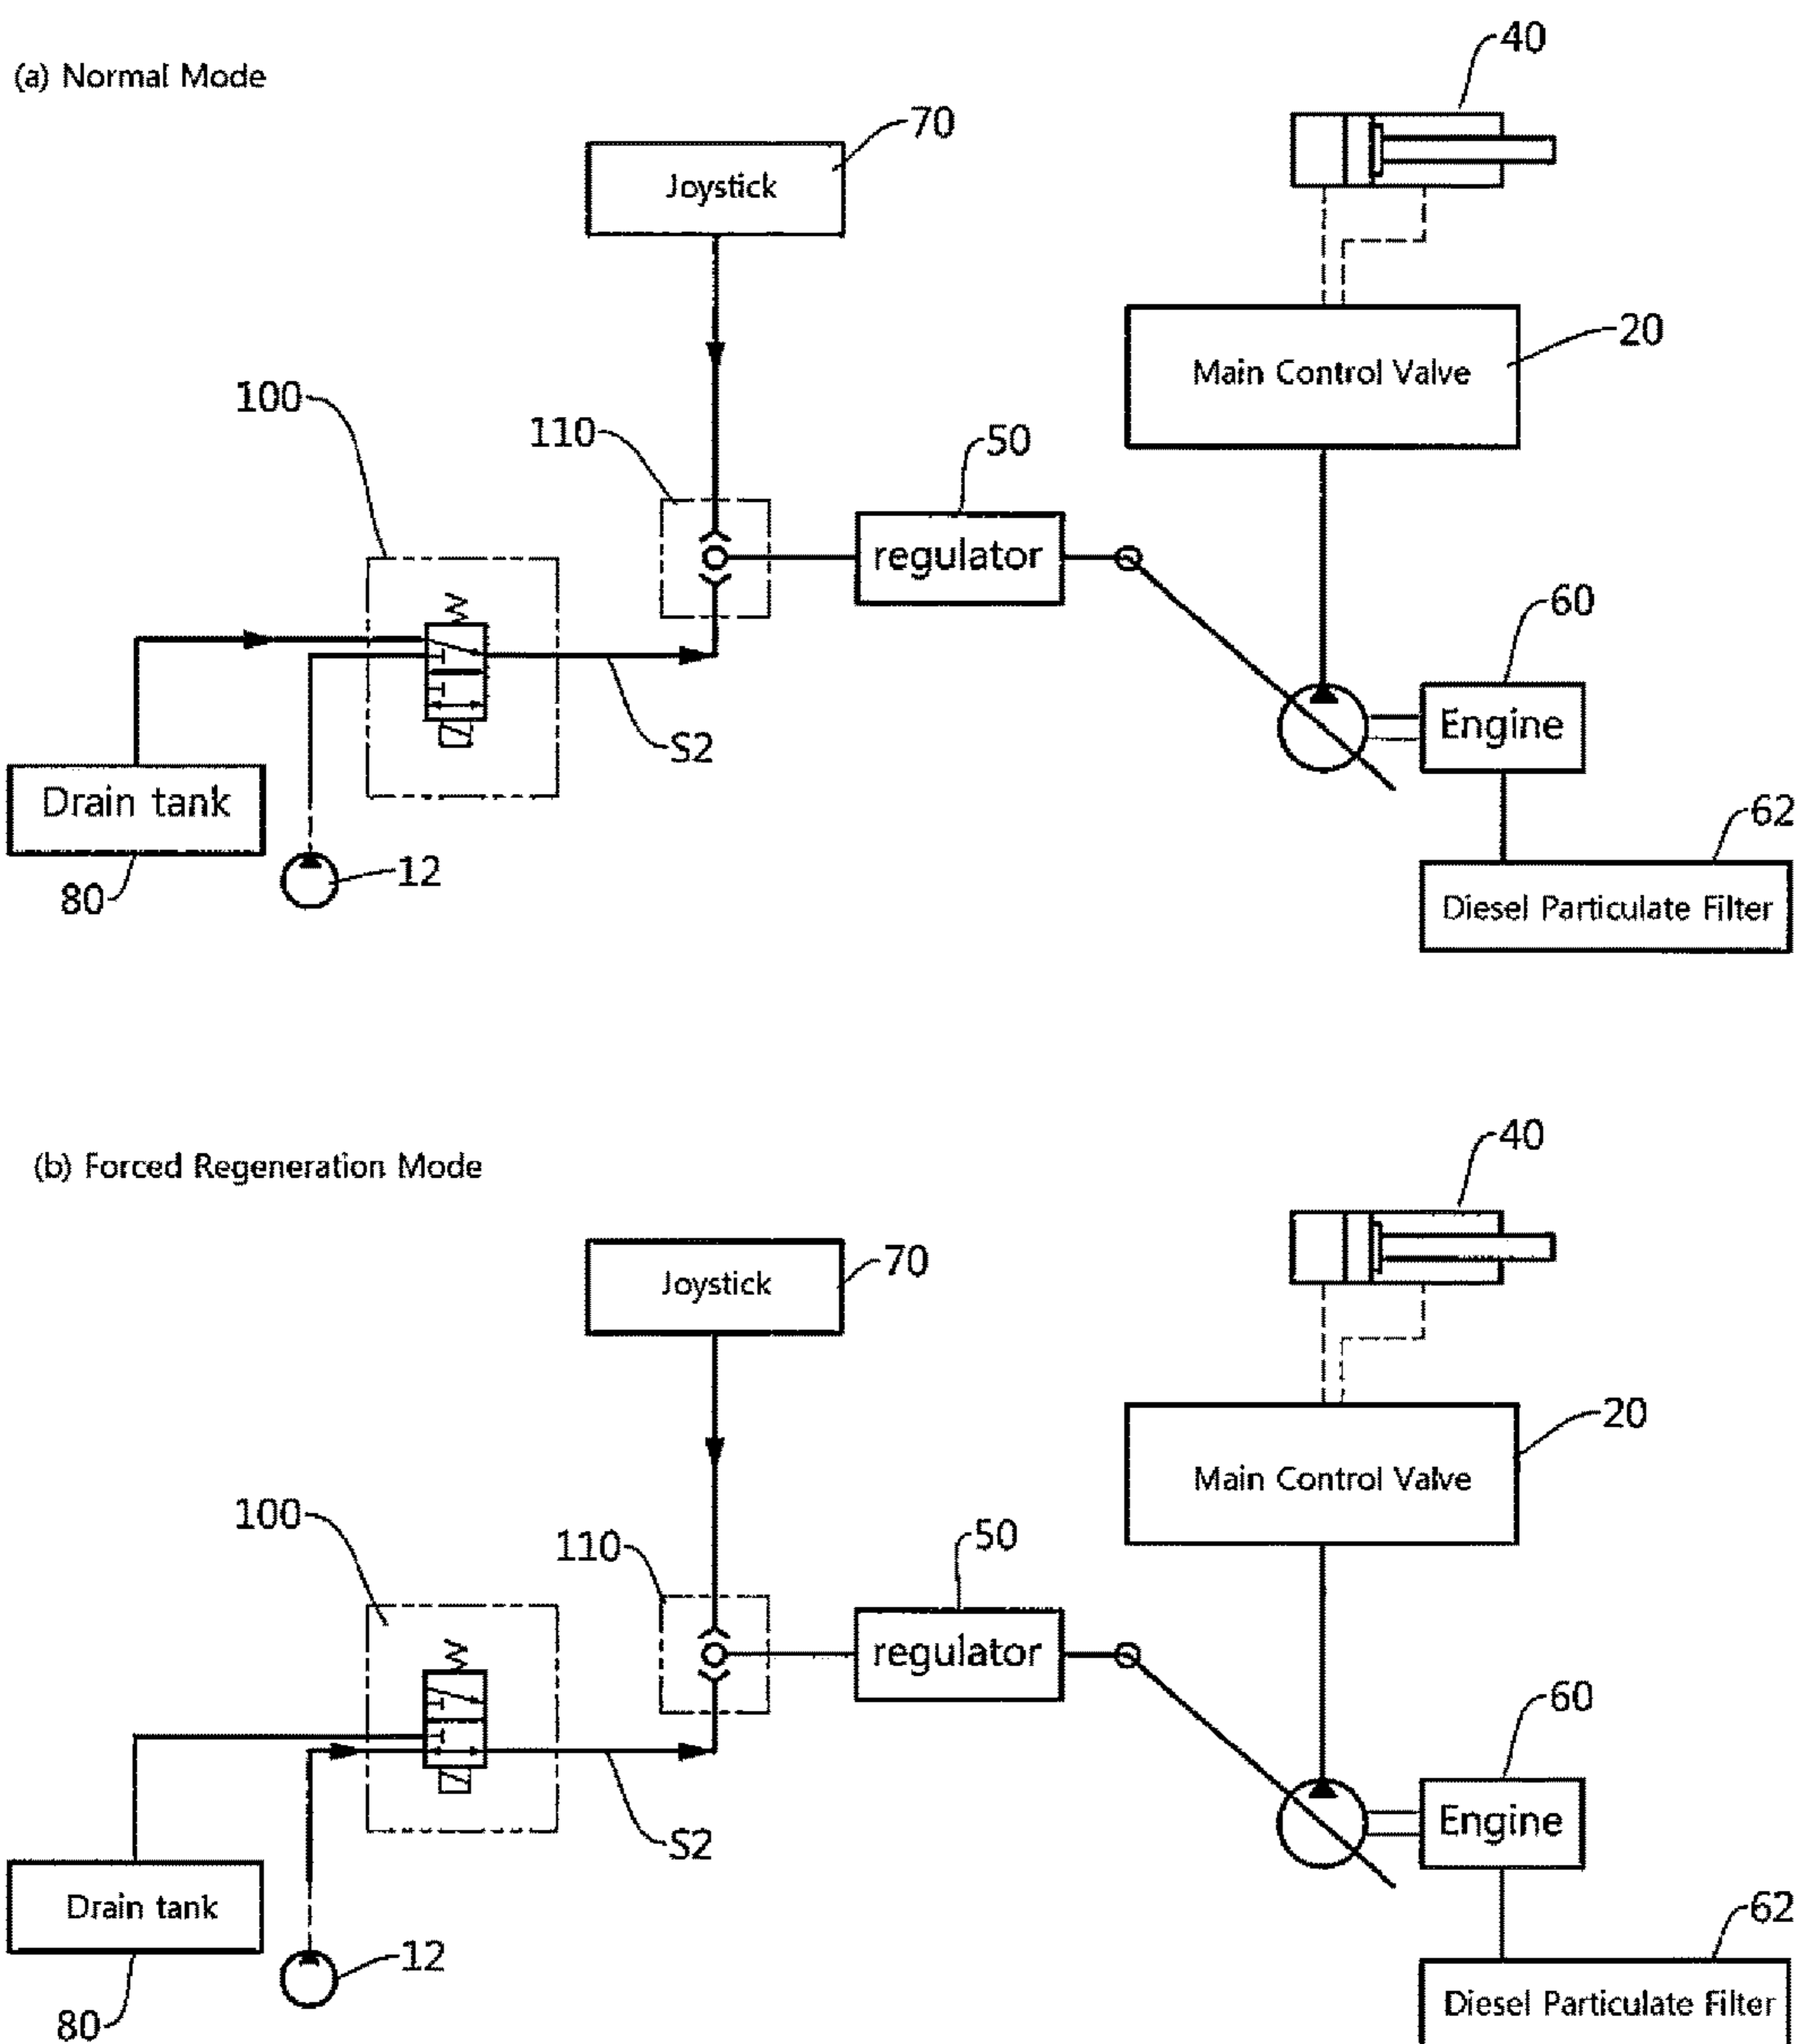 (a) Normal Mode
40
70
Joystick
20
Main Control Valve
100
110
50
regulator
60
Engine
S2
Drain tank
62
12
80
Diesel Particulate Filter
(b) Forced Regeneration Mode
40
70
Joystick
20
Main Control Valve
100
110
50
regulator
60
Engine
S2
Drain tank
62
12
80
Diesel Particulate Filter